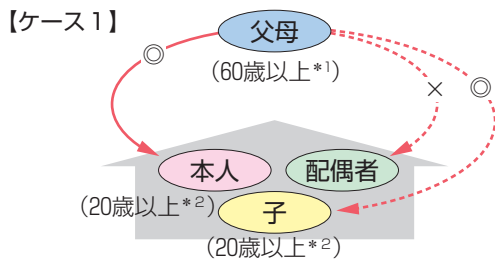 【ケース1】
父母
(60歳以上*1)
◎
×
◎
本人
配偶者
(20歳以上*2)
子
(20歳以上*2)